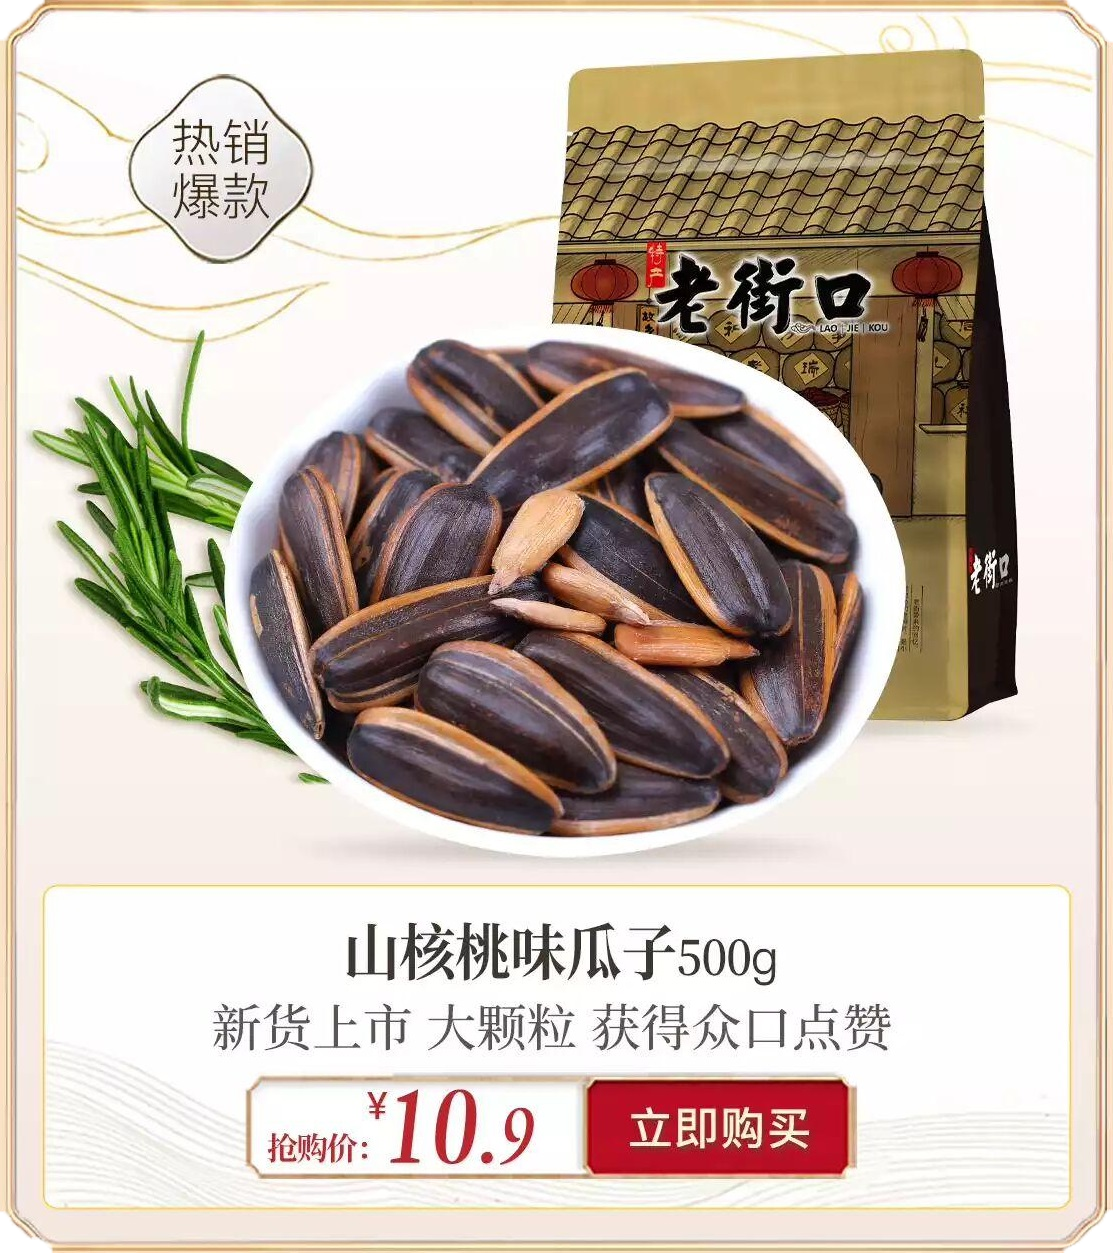 热销
爆款
特产
老街口
LAO JIE KOU
老街口
山核桃味瓜子500g
新货上市 大颗粒 获得众口点赞
抢购价: ¥10.9
立即购买